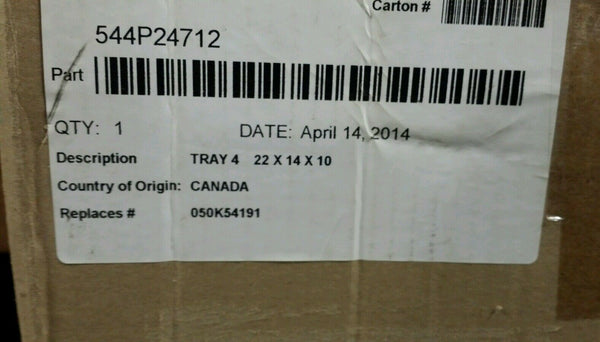 Carton #
544P24712
Part
QTY: 1 DATE: April 14, 2014
Description TRAY 4 22 X 14 X 10
Country of Origin: CANADA
Replaces # 050K54191